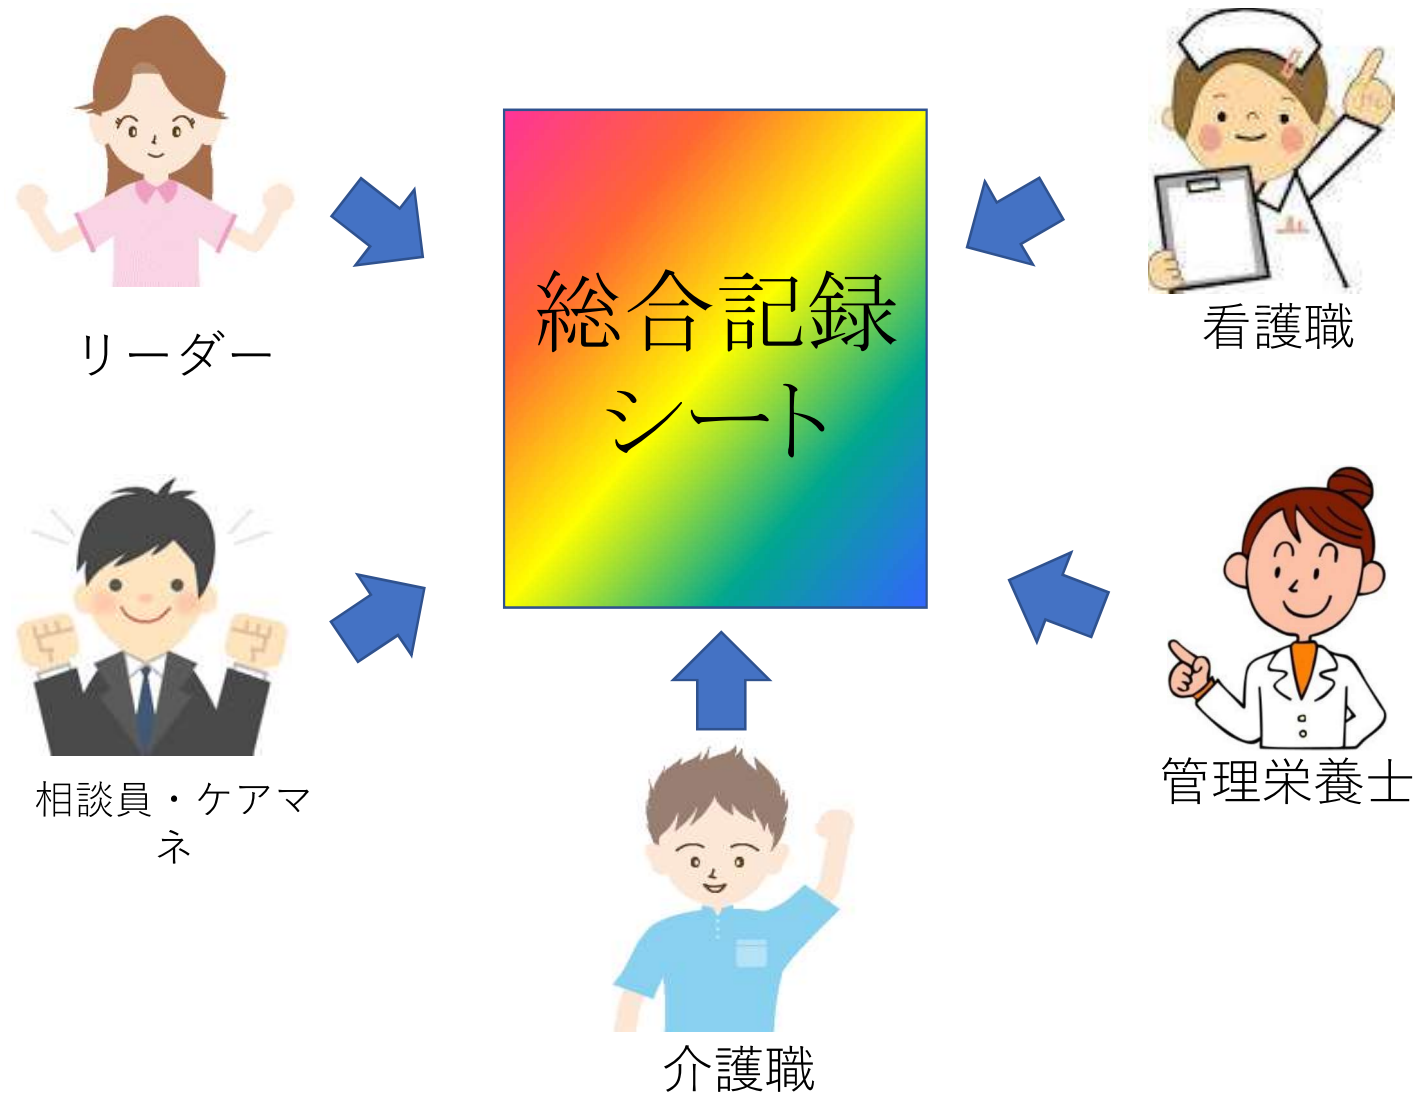 総合記録
シート
リーダー
看護職
相談員・ケアマ
ネ
管理栄養士
介護職